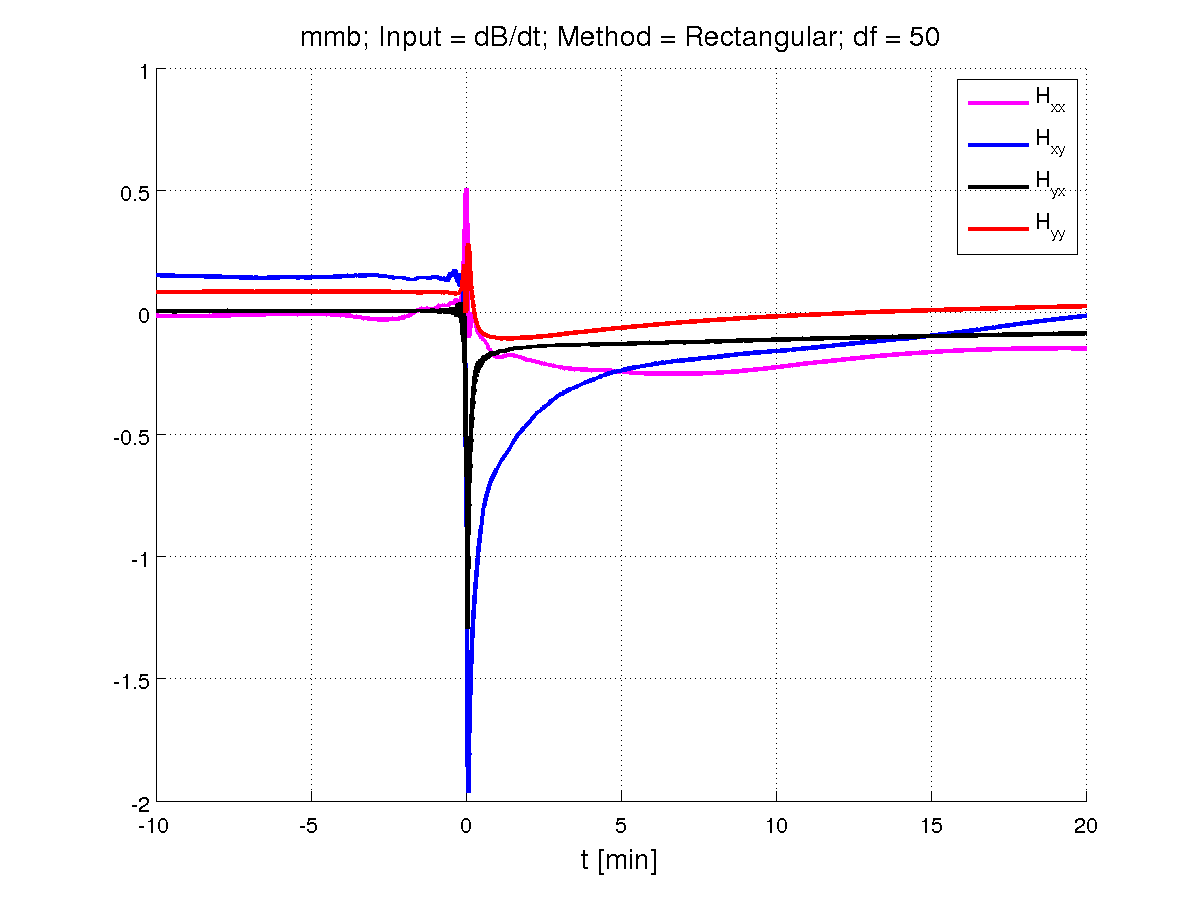 mmb; Input = dB/dt; Method = Rectangular; df = 50
1
0.5
0
-0.5
-1
-1.5
-2
-10
-5
0
5
10
15
20
t [min]
Hxx
Hxy
Hyx
Hyy